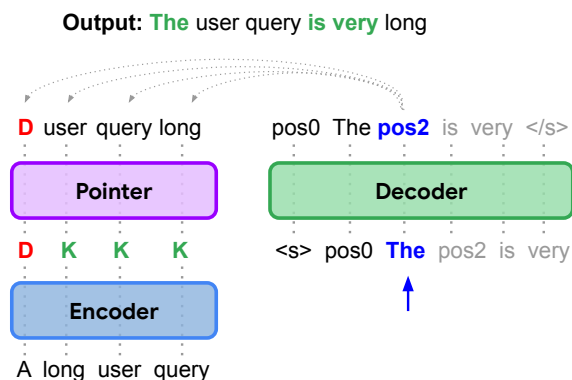 Output: The user query is very long
D user query long
pos0 The pos2 is very </s>
Pointer
Decoder
D K K K
<s> pos0 The pos2 is very
Encoder
A long user query